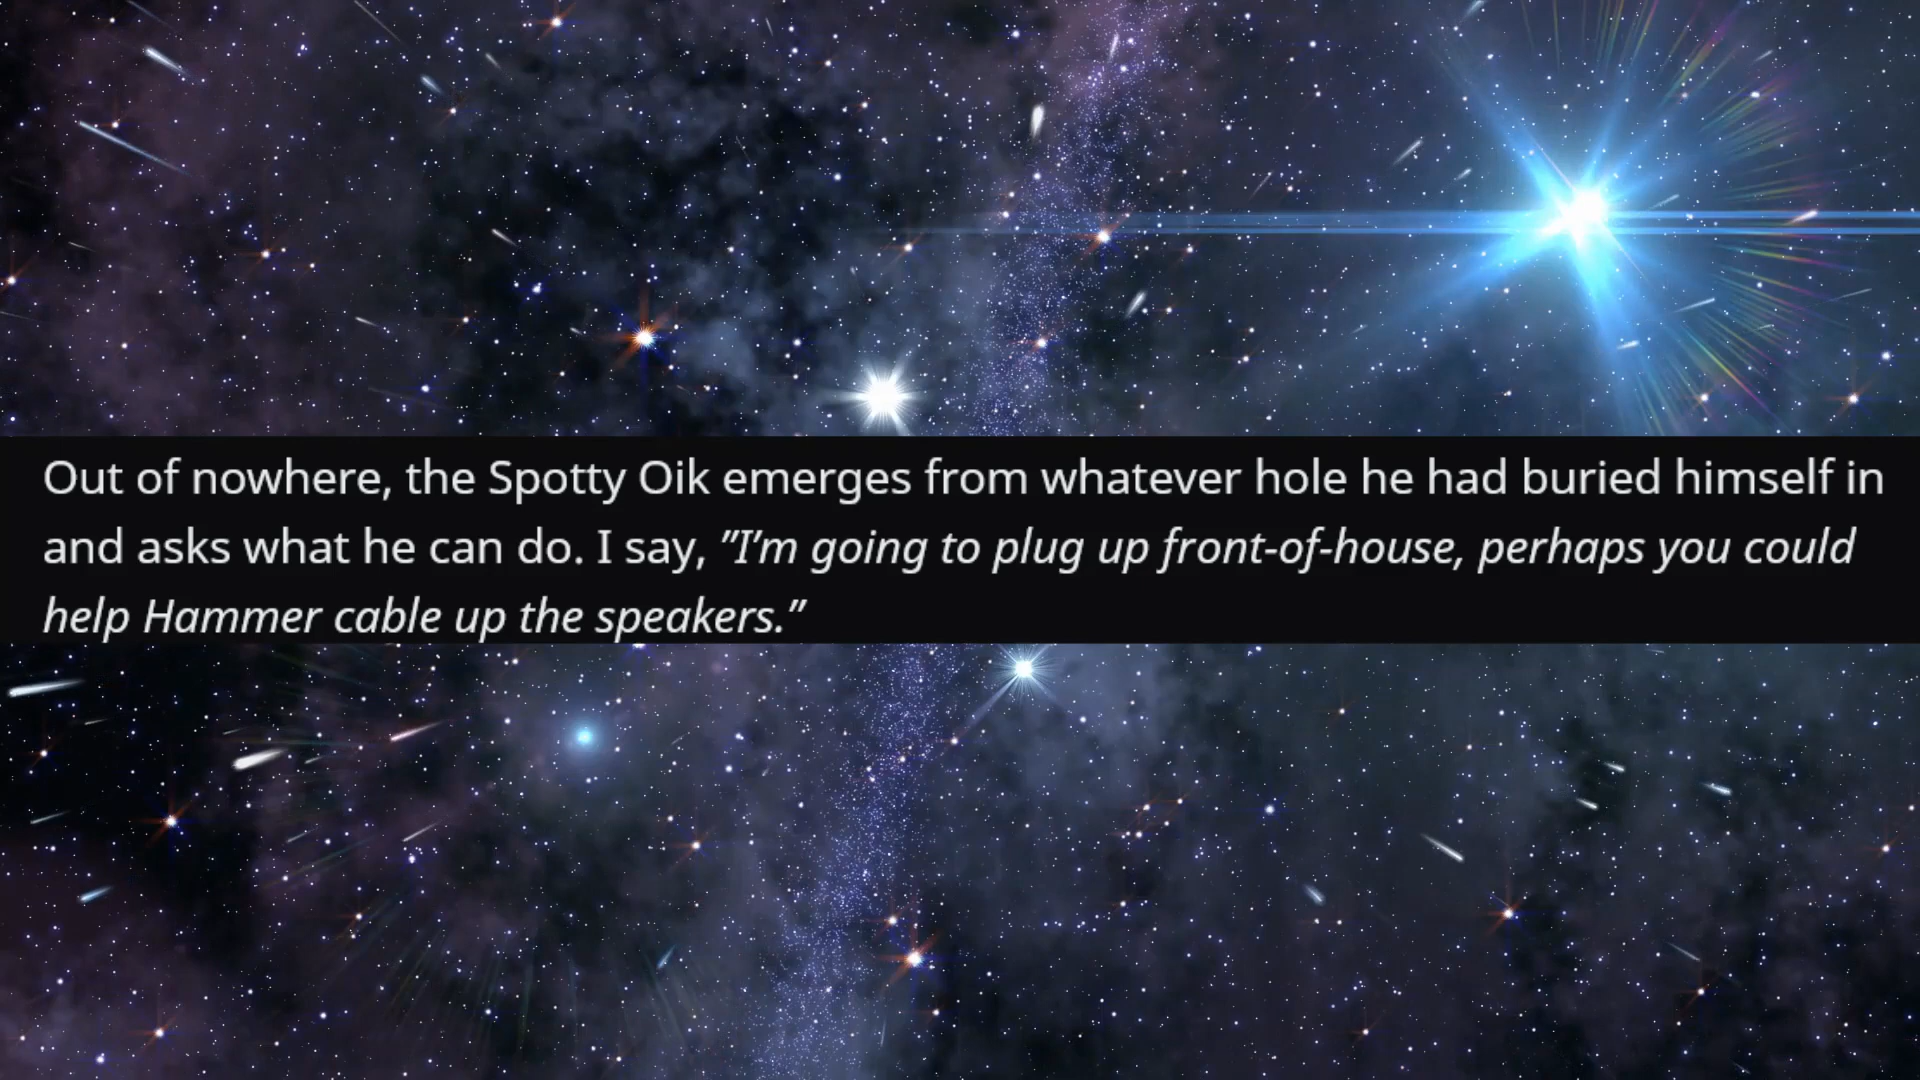 Out of nowhere, the Spotty Oik emerges from whatever hole he had buried himself in
and asks what he can do. I say, ”I’m going to plug up front-of-house, perhaps you could
help Hammer cable up the speakers.”